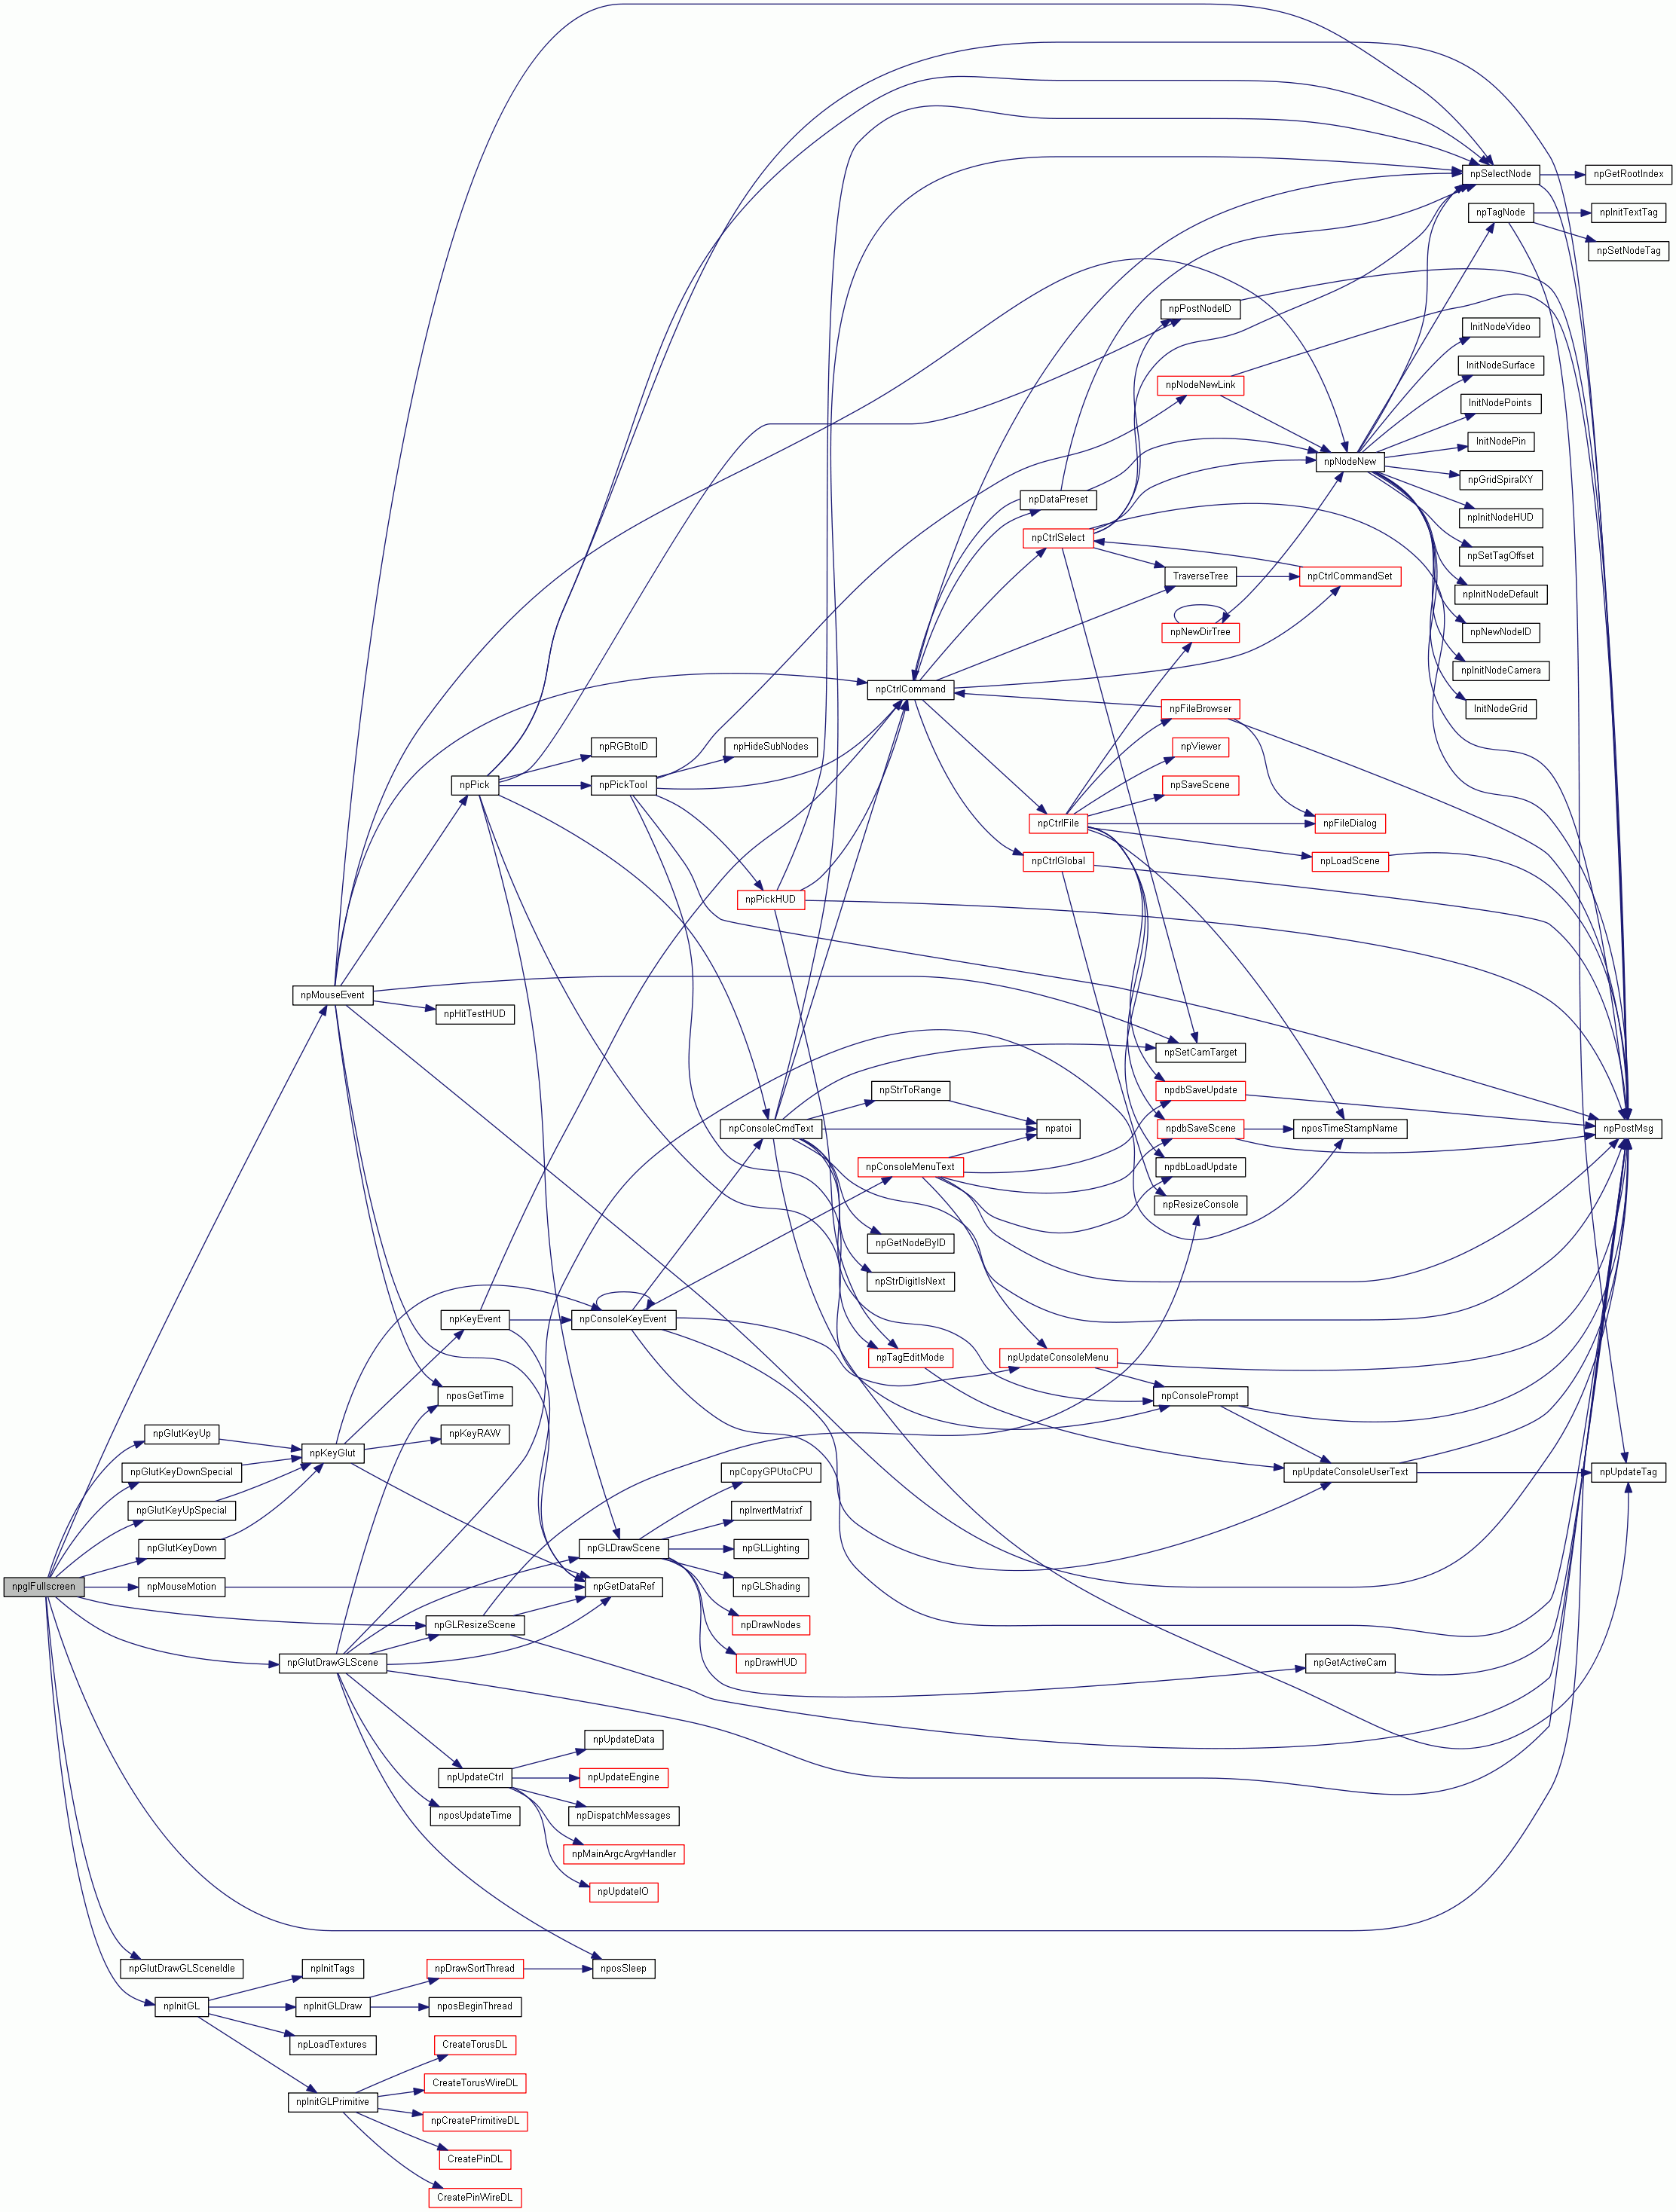 npSelectNode
npGetRootIndex
npTagNode
npInitTextTag
npSetNodeTag
npPostNodeID
InitNodeVideo
InitNodeSurface
npNodeNewLink
InitNodePoints
InitNodePin
npNodeNew
npGridSpiralXY
npDataPreset
npInitNodeHUD
npCtrlSelect
npSetTagOffset
TraverseTree
npCtrlCommandSet
npInitNodeDefault
npNewDirTree
npNewNodeID
npInitNodeCamera
npCtrlCommand
npFileBrowser
InitNodeGrid
npRGBtoID
npHideSubNodes
npViewer
npPick
npPickTool
npSaveScene
npCtrlFile
npFileDialog
npCtrlGlobal
npLoadScene
npPickHUD
npMouseEvent
npHitTestHUD
npSetCamTarget
npStrToRange
npdbSaveUpdate
npConsoleCmdText
npatoi
npdbSaveScene
nposTimeStampName
npPostMsg
npConsoleMenuText
npdbLoadUpdate
npResizeConsole
npGetNodeByID
npStrDigitIsNext
npKeyEvent
npConsoleKeyEvent
npTagEditMode
npUpdateConsoleMenu
nposGetTime
npConsolePrompt
npGlutKeyUp
npKeyRAW
npKeyGlut
npGlutKeyDownSpecial
npCopyGPUtoCPU
npUpdateConsoleUserText
npUpdateTag
npGlutKeyUpSpecial
npInvertMatrixf
npGlutKeyDown
npGLDrawScene
npGLLighting
npglFullscreen
npMouseMotion
npGetDataRef
npGLShading
npGLResizeScene
npDrawNodes
npGlutDrawGLScene
npDrawHUD
npGetActiveCam
npUpdateData
npUpdateCtrl
npUpdateEngine
nposUpdateTime
npDispatchMessages
npMainArgcArgvHandler
npUpdateIO
npGlutDrawGLSceneIdle
npInitTags
npDrawSortThread
nposSleep
npInitGL
npInitGLDraw
nposBeginThread
npLoadTextures
CreateTorusDL
CreateTorusWireDL
npInitGLPrimitive
npCreatePrimitiveDL
CreatePinDL
CreatePinWireDL